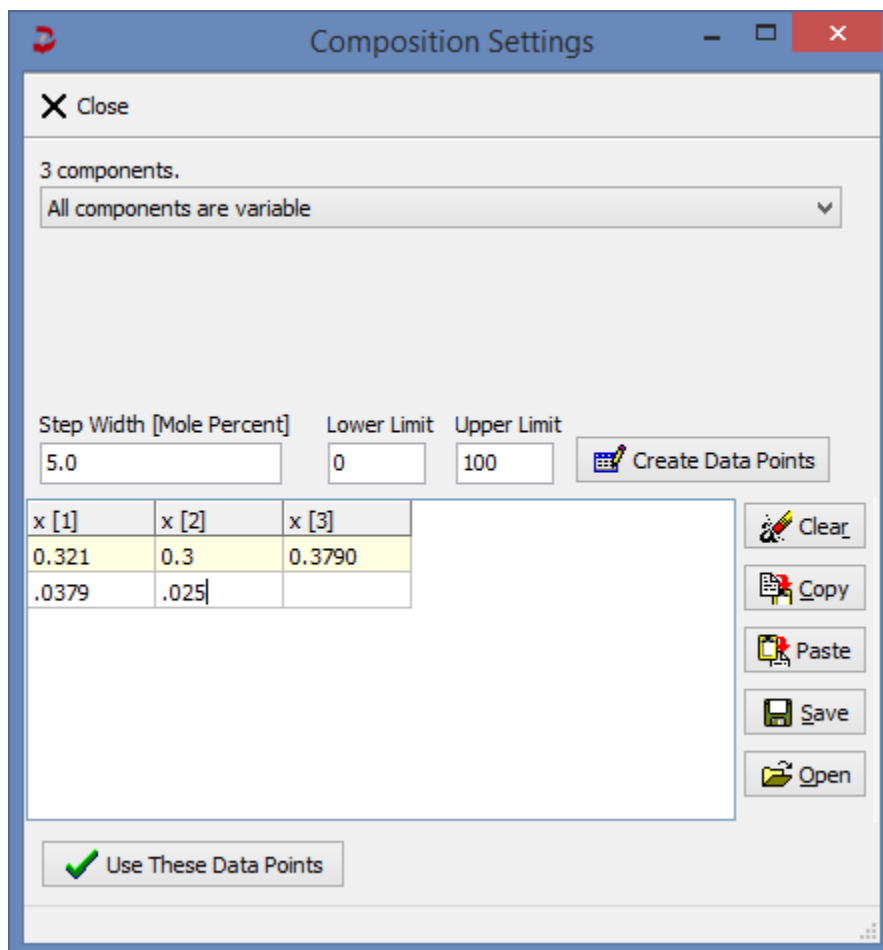 Composition Settings
Close
3 components.
All components are variable
Step Width [Mole Percent] Lower Limit Upper Limit
5.0 0 100 Create Data Points
x [1] x [2] x [3]
0.321 0.3 0.3790
.0379 .025
Clear
Copy
Paste
Save
Open
Use These Data Points